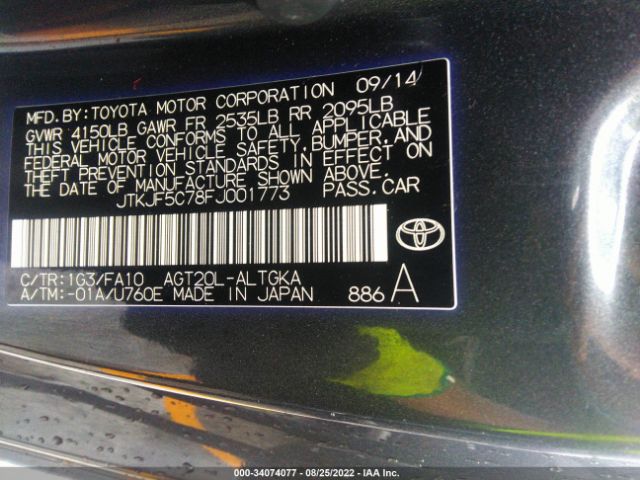 MFD.BY:TOYOTA MOTOR CORPORATION 09/14
GVWR 4150LB GAWR FR 2535LB RR 2095LB
THIS VEHICLE CONFORMS TO ALL APPLICABLE
FEDERAL MOTOR VEHICLE SAFETY, BUMPER, AND
THEFT PREVENTION STANDARDS IN EFFECT ON
THE DATE OF MANUFACTURE SHOWN ABOVE.
JTKJF5C78FJ001773 PASS.CAR
C/TR:1G3/FA10 AGT20L-ALTGKA
A/TM:-01A/U760E MADE IN JAPAN 886 A
000-34074077 - 08/25/2022 - IAA Inc.